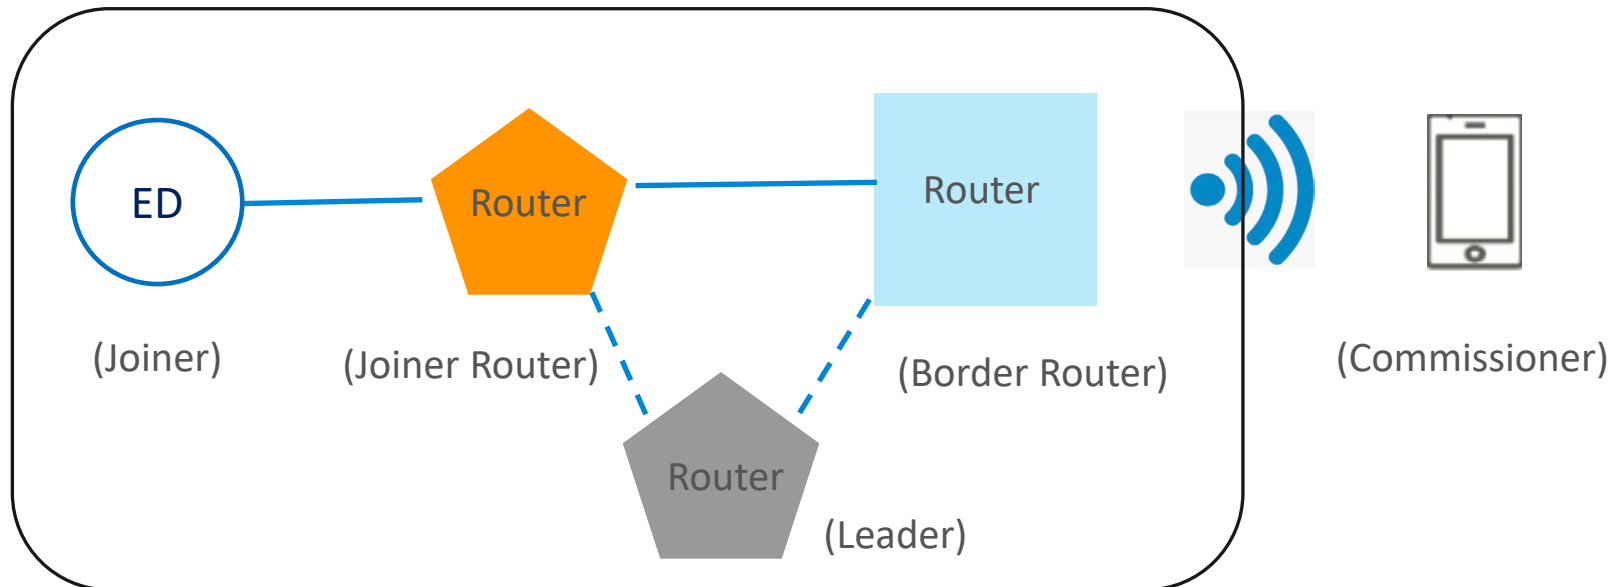 ED
Router
Router
(Joiner)
(Joiner Router)
(Border Router)
(Commissioner)
Router
(Leader)